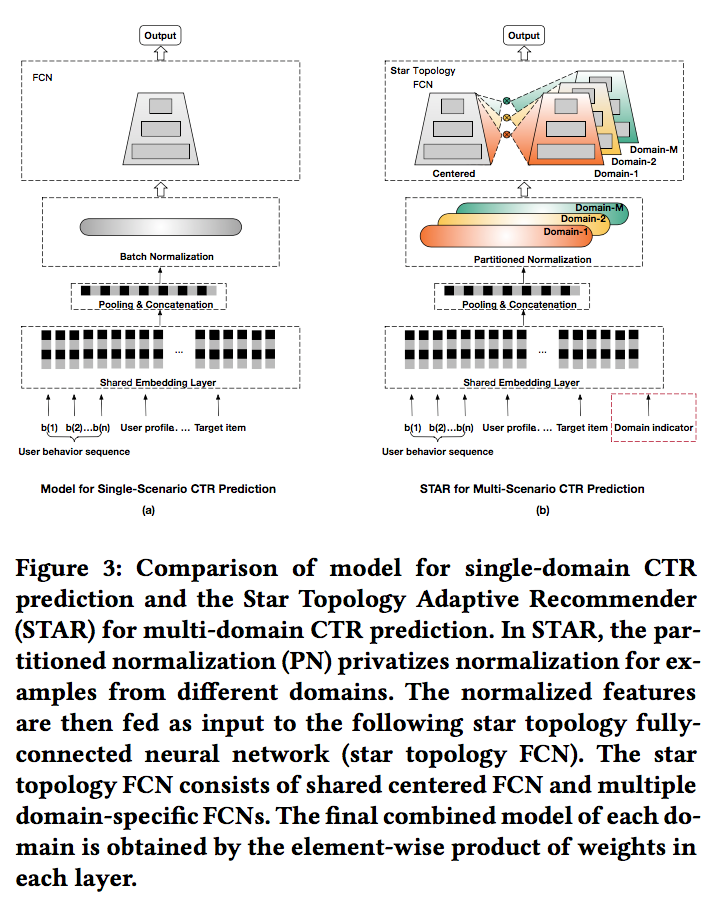 Output
FCN
Batch Normalization
Pooling & Concatenation
...
Shared Embedding Layer
b(1) b(2)...b(n) User profile... ... Target item
User behavior sequence
Model for Single-Scenario CTR Prediction
(a)
Output
Star Topology
FCN
Centered
Domain-M
Domain-2
Domain-1
Domain-M
Domain-2
Domain-1
Partitioned Normalization
Pooling & Concatenation
...
Shared Embedding Layer
b(1) b(2)...b(n) User profile... ... Target item Domain indicator
User behavior sequence
STAR for Multi-Scenario CTR Prediction
(b)
Figure 3: Comparison of model for single-domain CTR
prediction and the Star Topology Adaptive Recommender
(STAR) for multi-domain CTR prediction. In STAR, the par-
titioned normalization (PN) privatizes normalization for ex-
amples from different domains. The normalized features
are then fed as input to the following star topology fully-
connected neural network (star topology FCN). The star
topology FCN consists of shared centered FCN and multiple
domain-specific FCNs. The final combined model of each do-
main is obtained by the element-wise product of weights in
each layer.